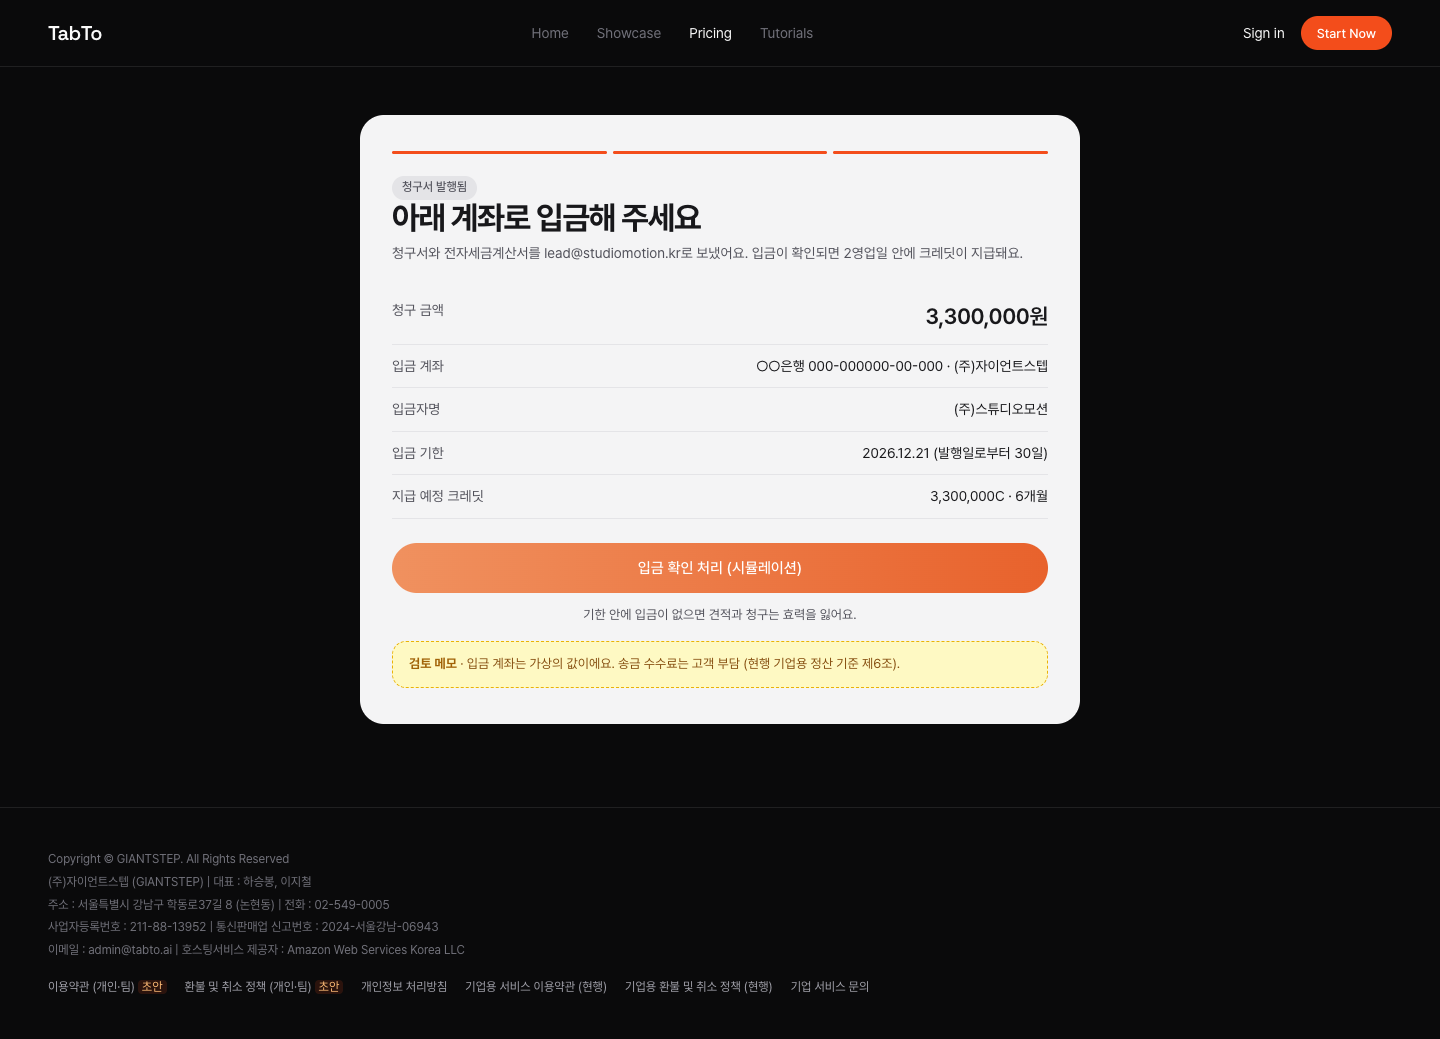 TabTo
Home Showcase Pricing Tutorials
Sign in Start Now
청구서 발행됨
아래 계좌로 입금해 주세요
청구서와 전자세금계산서를 lead@studiomotion.kr로 보냈어요. 입금이 확인되면 2영업일 안에 크레딧이 지급돼요.
청구 금액 3,300,000원
입금 계좌 ○○은행 000-000000-00-000 · (주)자이언트스텝
입금자명 (주)스튜디오모션
입금 기한 2026.12.21 (발행일로부터 30일)
지급 예정 크레딧 3,300,000C · 6개월
입금 확인 처리 (시뮬레이션)
기한 안에 입금이 없으면 견적과 청구는 효력을 잃어요.
검토 메모 · 입금 계좌는 가상의 값이에요. 송금 수수료는 고객 부담 (현행 기업용 정산 기준 제6조).
Copyright © GIANTSTEP. All Rights Reserved
(주)자이언트스텝 (GIANTSTEP) | 대표 : 하승봉, 이지철
주소 : 서울특별시 강남구 학동로37길 8 (논현동) | 전화 : 02-549-0005
사업자등록번호 : 211-88-13952 | 통신판매업 신고번호 : 2024-서울강남-06943
이메일 : admin@tabto.ai | 호스팅서비스 제공자 : Amazon Web Services Korea LLC
이용약관 (개인·팀) 초안 환불 및 취소 정책 (개인·팀) 초안 개인정보 처리방침 기업용 서비스 이용약관 (현행) 기업용 환불 및 취소 정책 (현행) 기업 서비스 문의